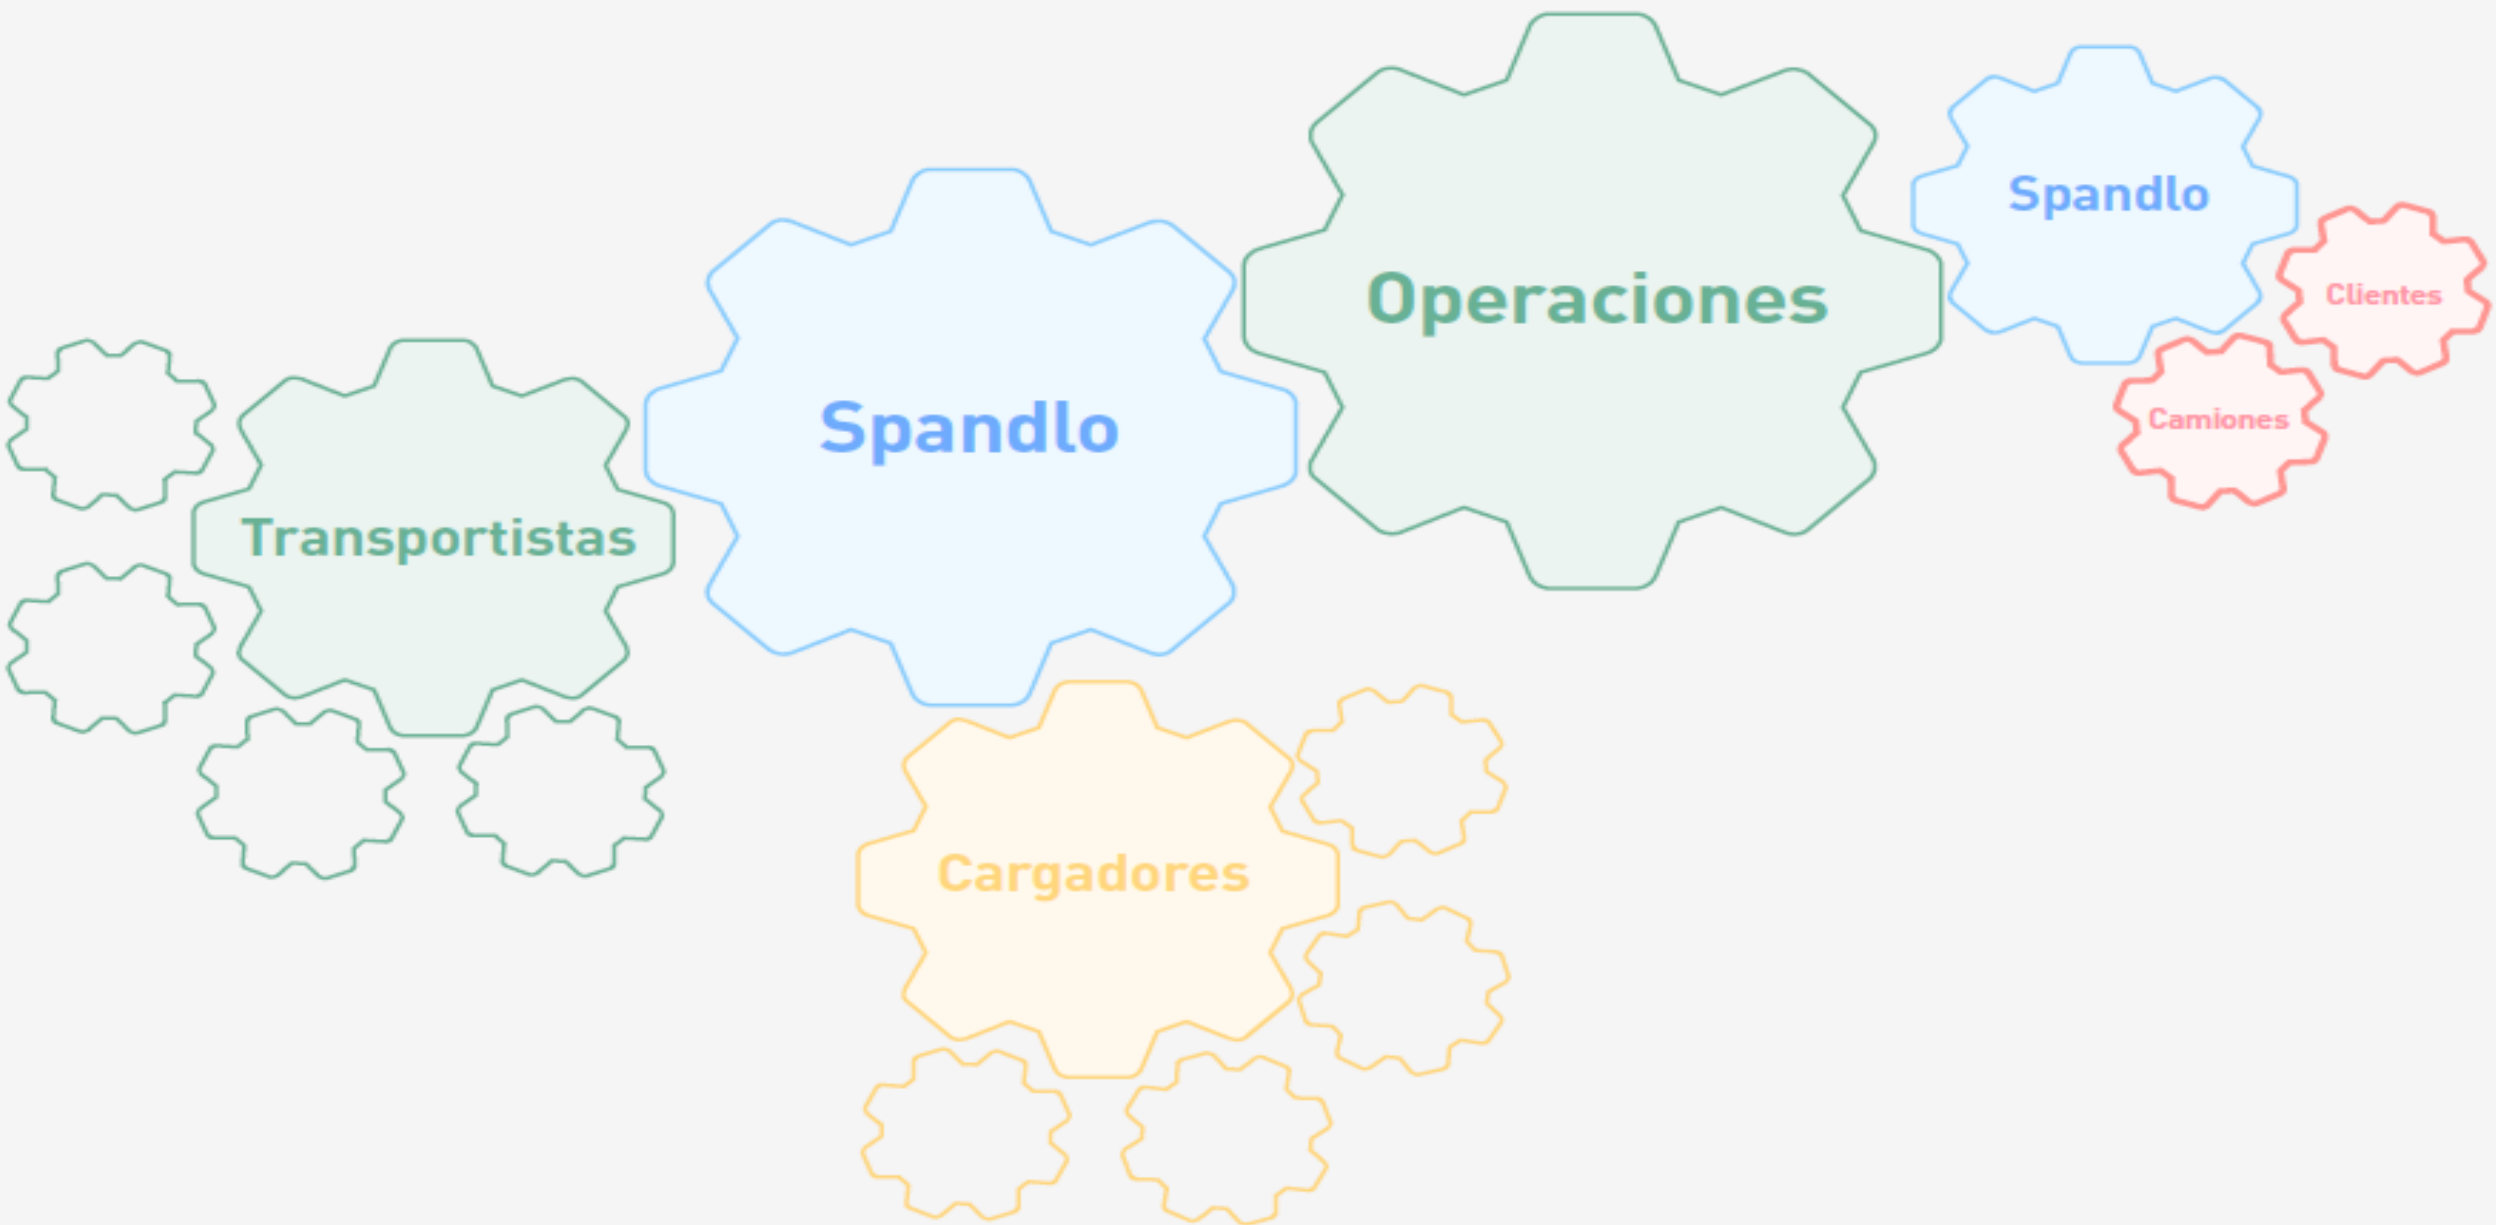 Operaciones
Spandlo
Clientes
Camiones
Spandlo
Transportistas
Cargadores